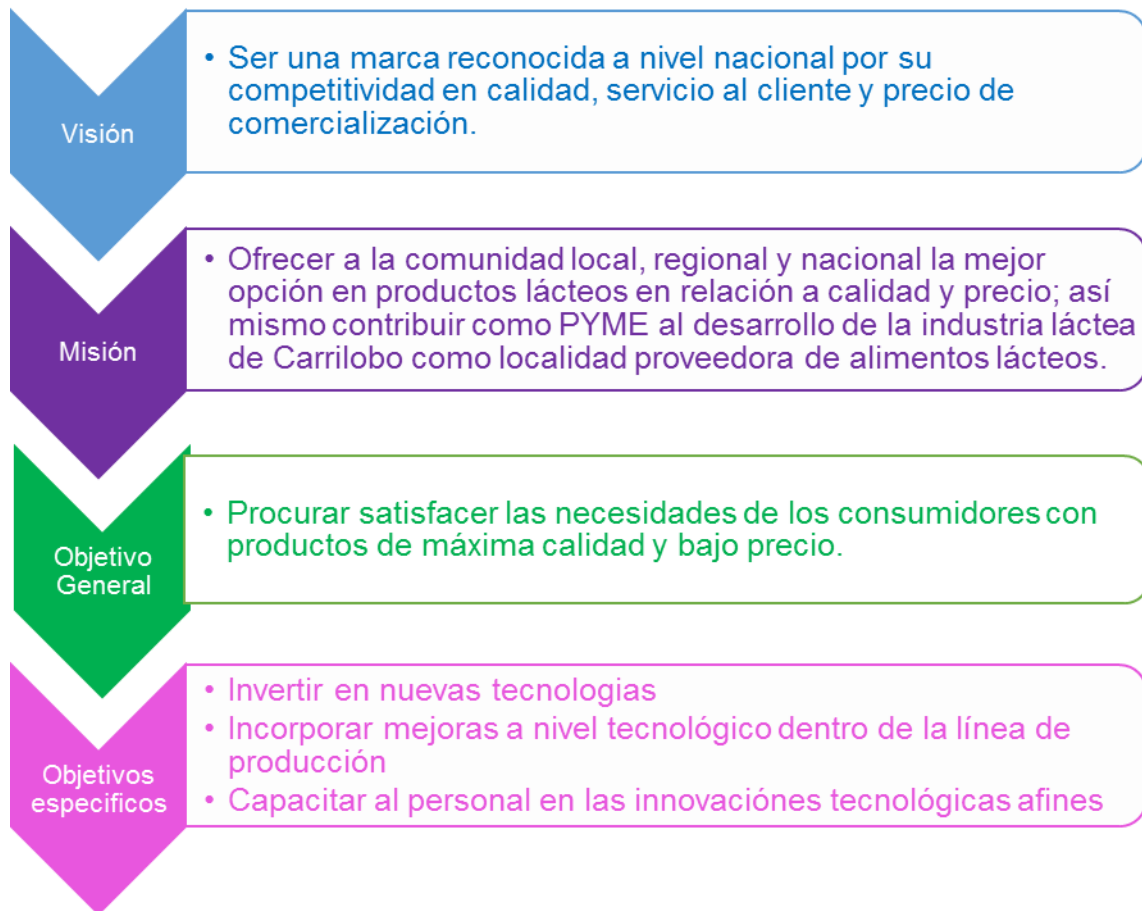 Visión
• Ser una marca reconocida a nivel nacional por su
competitividad en calidad, servicio al cliente y precio de
comercialización.
Misión
• Ofrecer a la comunidad local, regional y nacional la mejor
opción en productos lácteos en relación a calidad y precio; así
mismo contribuir como PYME al desarrollo de la industria láctea
de Carrilobo como localidad proveedora de alimentos lácteos.
Objetivo
General
• Procurar satisfacer las necesidades de los consumidores con
productos de máxima calidad y bajo precio.
Objetivos
especificos
• Invertir en nuevas tecnologias
• Incorporar mejoras a nivel tecnológico dentro de la línea de
producción
• Capacitar al personal en las innovaciónes tecnológicas afines